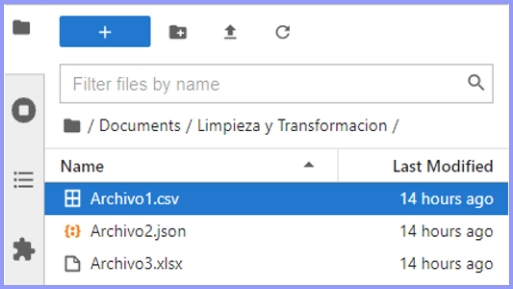 Filter files by name
/ Documents / Limpieza y Transformacion /
Name Last Modified
Archivo1.csv 14 hours ago
Archivo2.json 14 hours ago
Archivo3.xlsx 14 hours ago